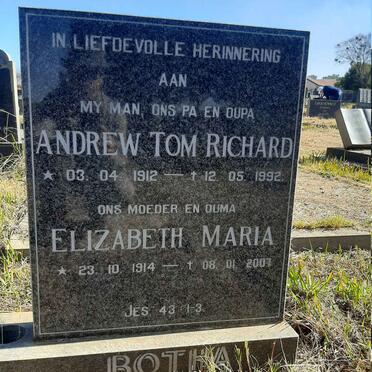 IN LIEFDEVOLLE HERINNERING
AAN
MY MAN, ONS PA EN OUPA
ANDREW TOM RICHARD
★ 03. 04. 1912 — † 12. 05. 1992.
ONS MOEDER EN OUMA
ELIZABETH MARIA
★ 23. 10. 1914 — † 08. 01. 2007
JES 43:1-3.
BOTHA